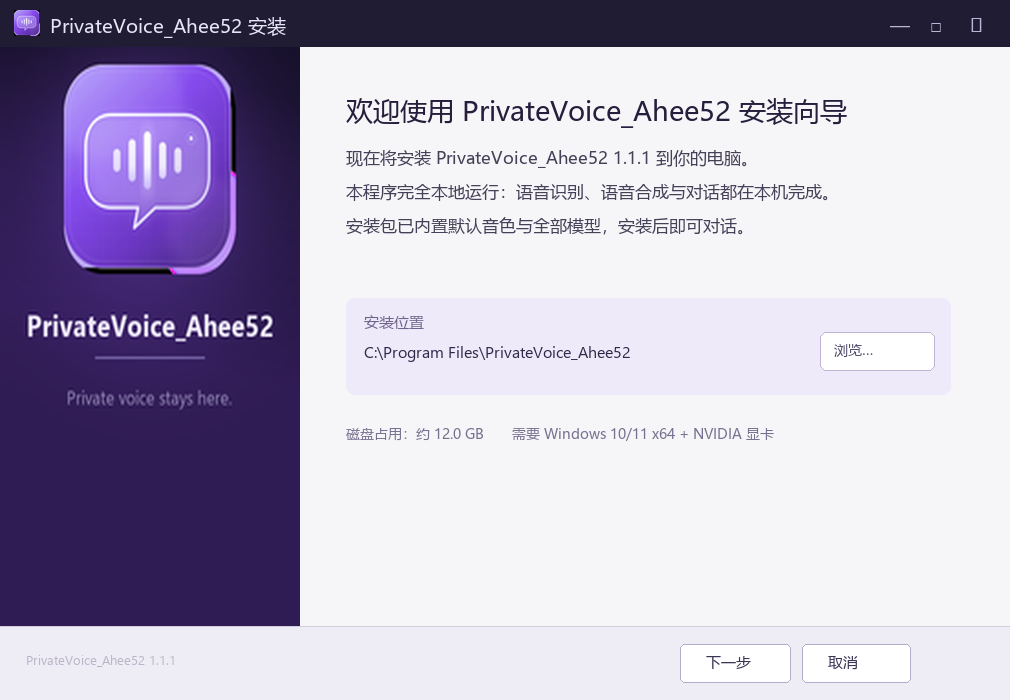 PrivateVoice_Ahee52 安装
PrivateVoice_Ahee52
Private voice stays here.
欢迎使用 PrivateVoice_Ahee52 安装向导
现在将安装 PrivateVoice_Ahee52 1.1.1 到你的电脑。
本程序完全本地运行：语音识别、语音合成与对话都在本机完成。
安装包已内置默认音色与全部模型，安装后即可对话。
安装位置
C:\Program Files\PrivateVoice_Ahee52
浏览...
磁盘占用：约 12.0 GB 需要 Windows 10/11 x64 + NVIDIA 显卡
PrivateVoice_Ahee52 1.1.1
下一步
取消